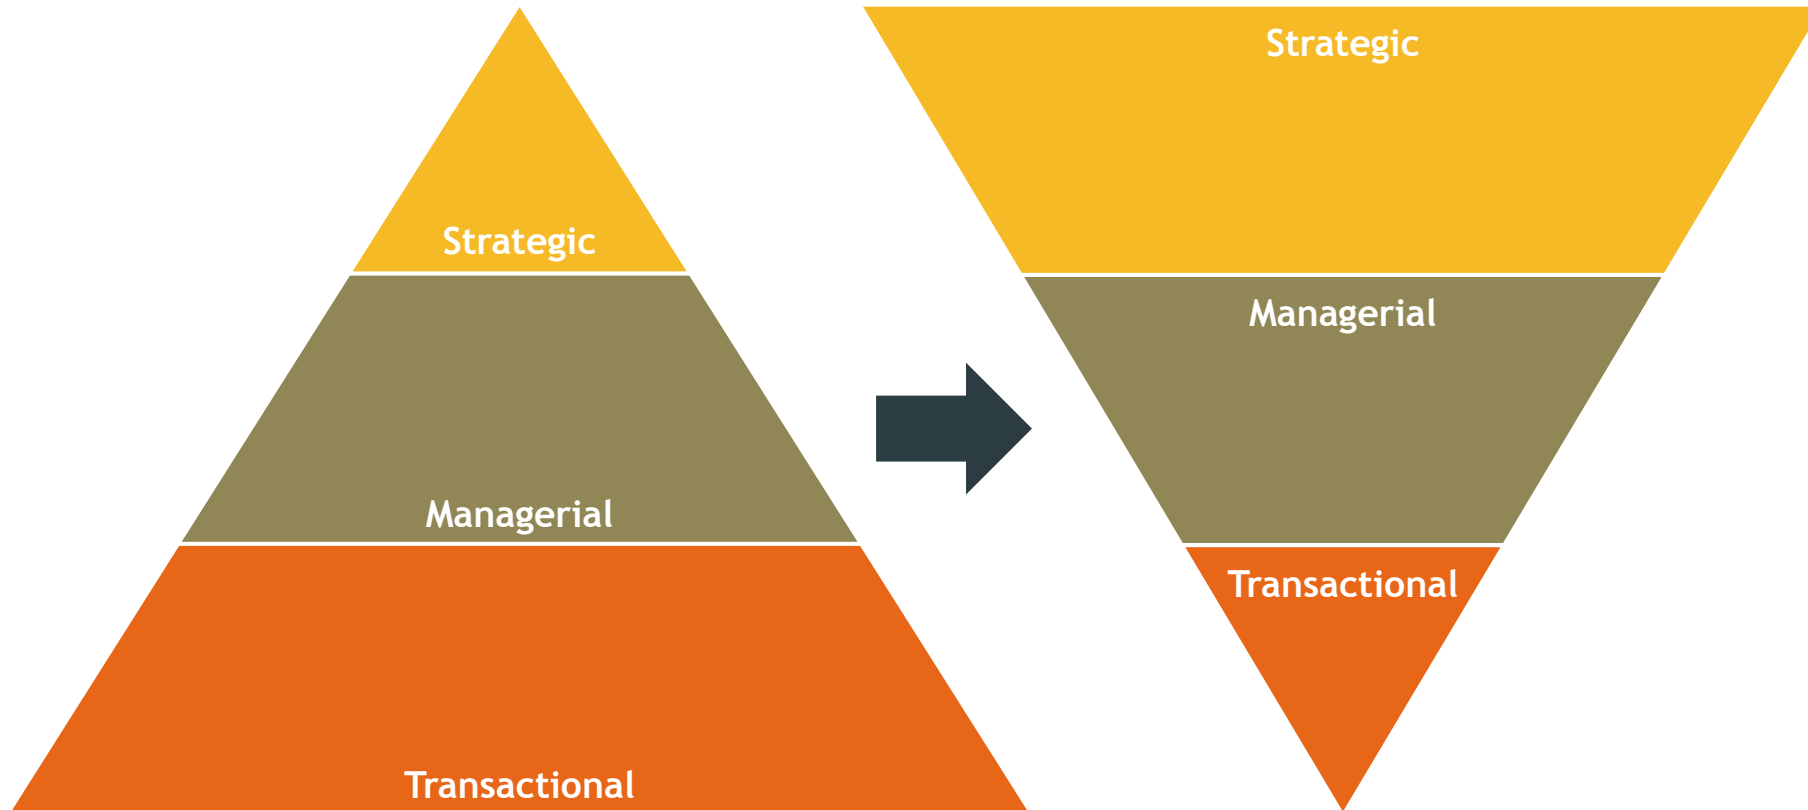 Strategic
Managerial
Transactional
Strategic
Managerial
Transactional